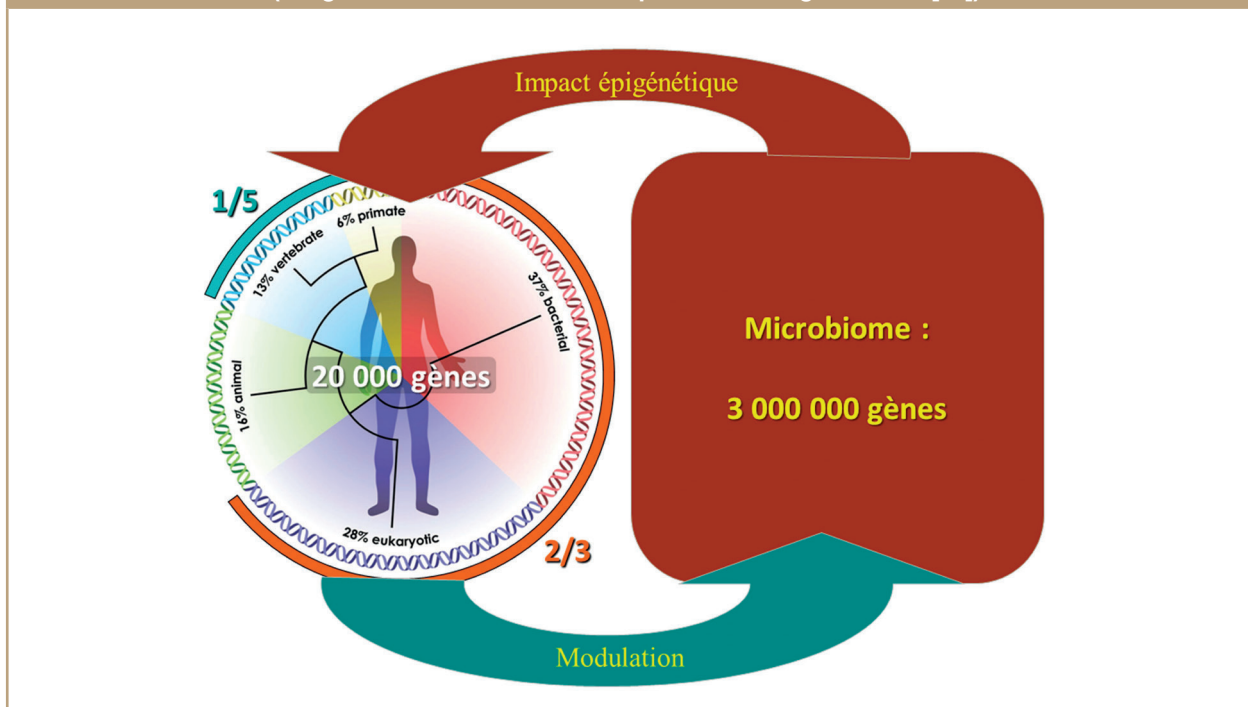 Impact épigénétique
1/5
6% primate
13% vertebrate
37% bacterial
20 000 gènes
16% animal
28% eukaryotic
2/3
Microbiome :
3 000 000 gènes
Modulation